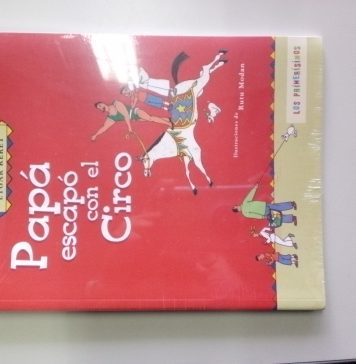 Papá
escapó
con el
Circo
Ilustraciones de Rutu Modan
LOS PRIMERÍSIMOS